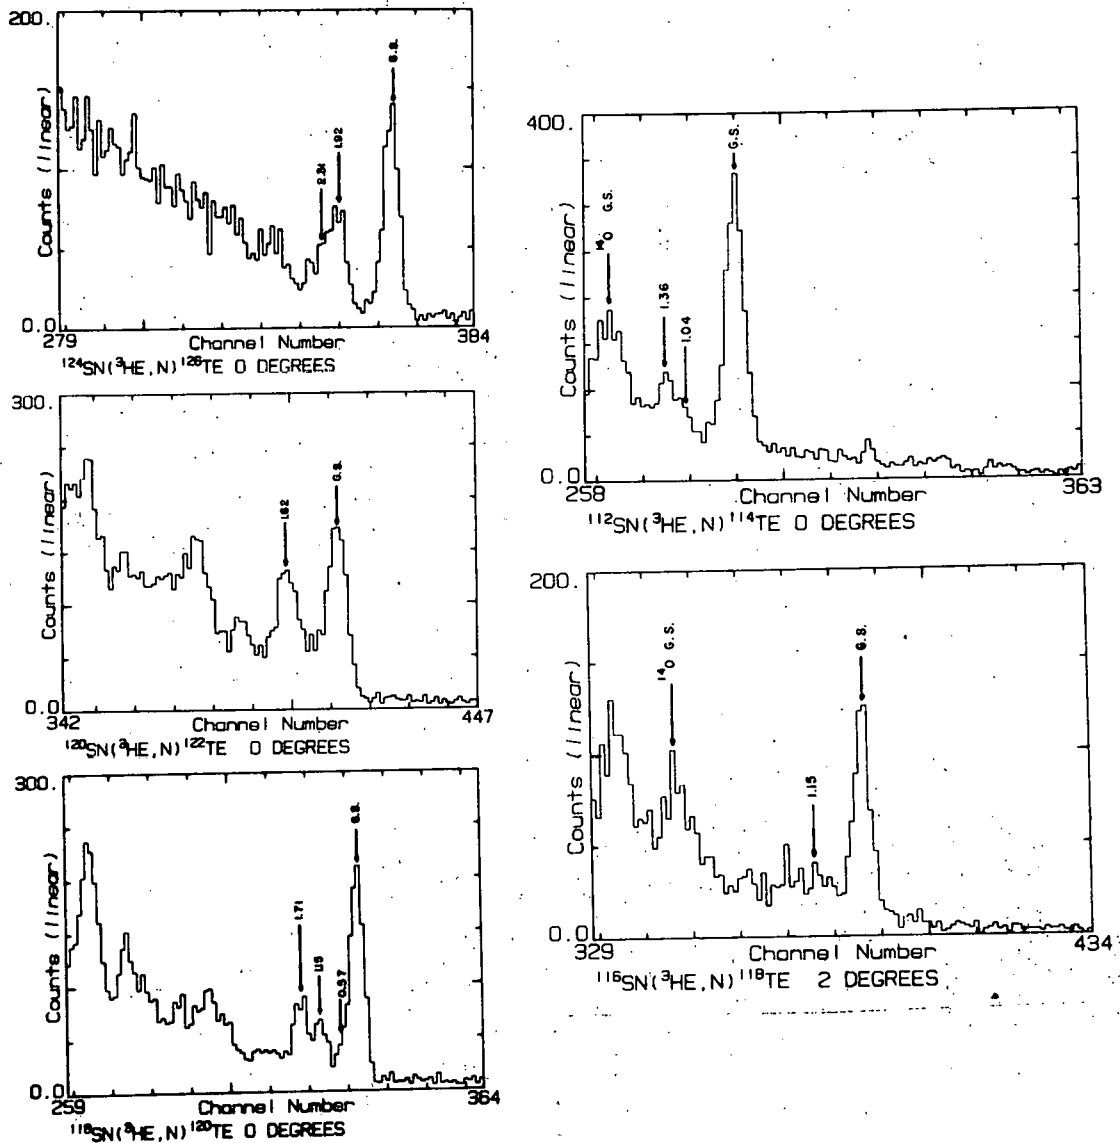 200.
Counts (linear)
2.21
1.92
G.S.
0.0
279
Channel Number
384
¹²⁴SN(³HE,N)¹²⁶TE 0 DEGREES
300.
Counts (linear)
1.62
G.S.
0.0
342
Channel Number
447
¹²⁰SN(³HE,N)¹²²TE 0 DEGREES
300.
Counts (linear)
1.71
1.15
0.57
G.S.
0.0
259
Channel Number
364
¹¹⁸SN(³HE,N)¹²⁰TE 0 DEGREES
400.
Counts (linear)
¹⁴O G.S.
1.36
1.04
G.S.
0.0
258
Channel Number
363
¹¹²SN(³HE,N)¹¹⁴TE 0 DEGREES
200.
Counts (linear)
¹⁴O G.S.
1.15
G.S.
0.0
329
Channel Number
434
¹¹⁶SN(³HE,N)¹¹⁸TE 2 DEGREES